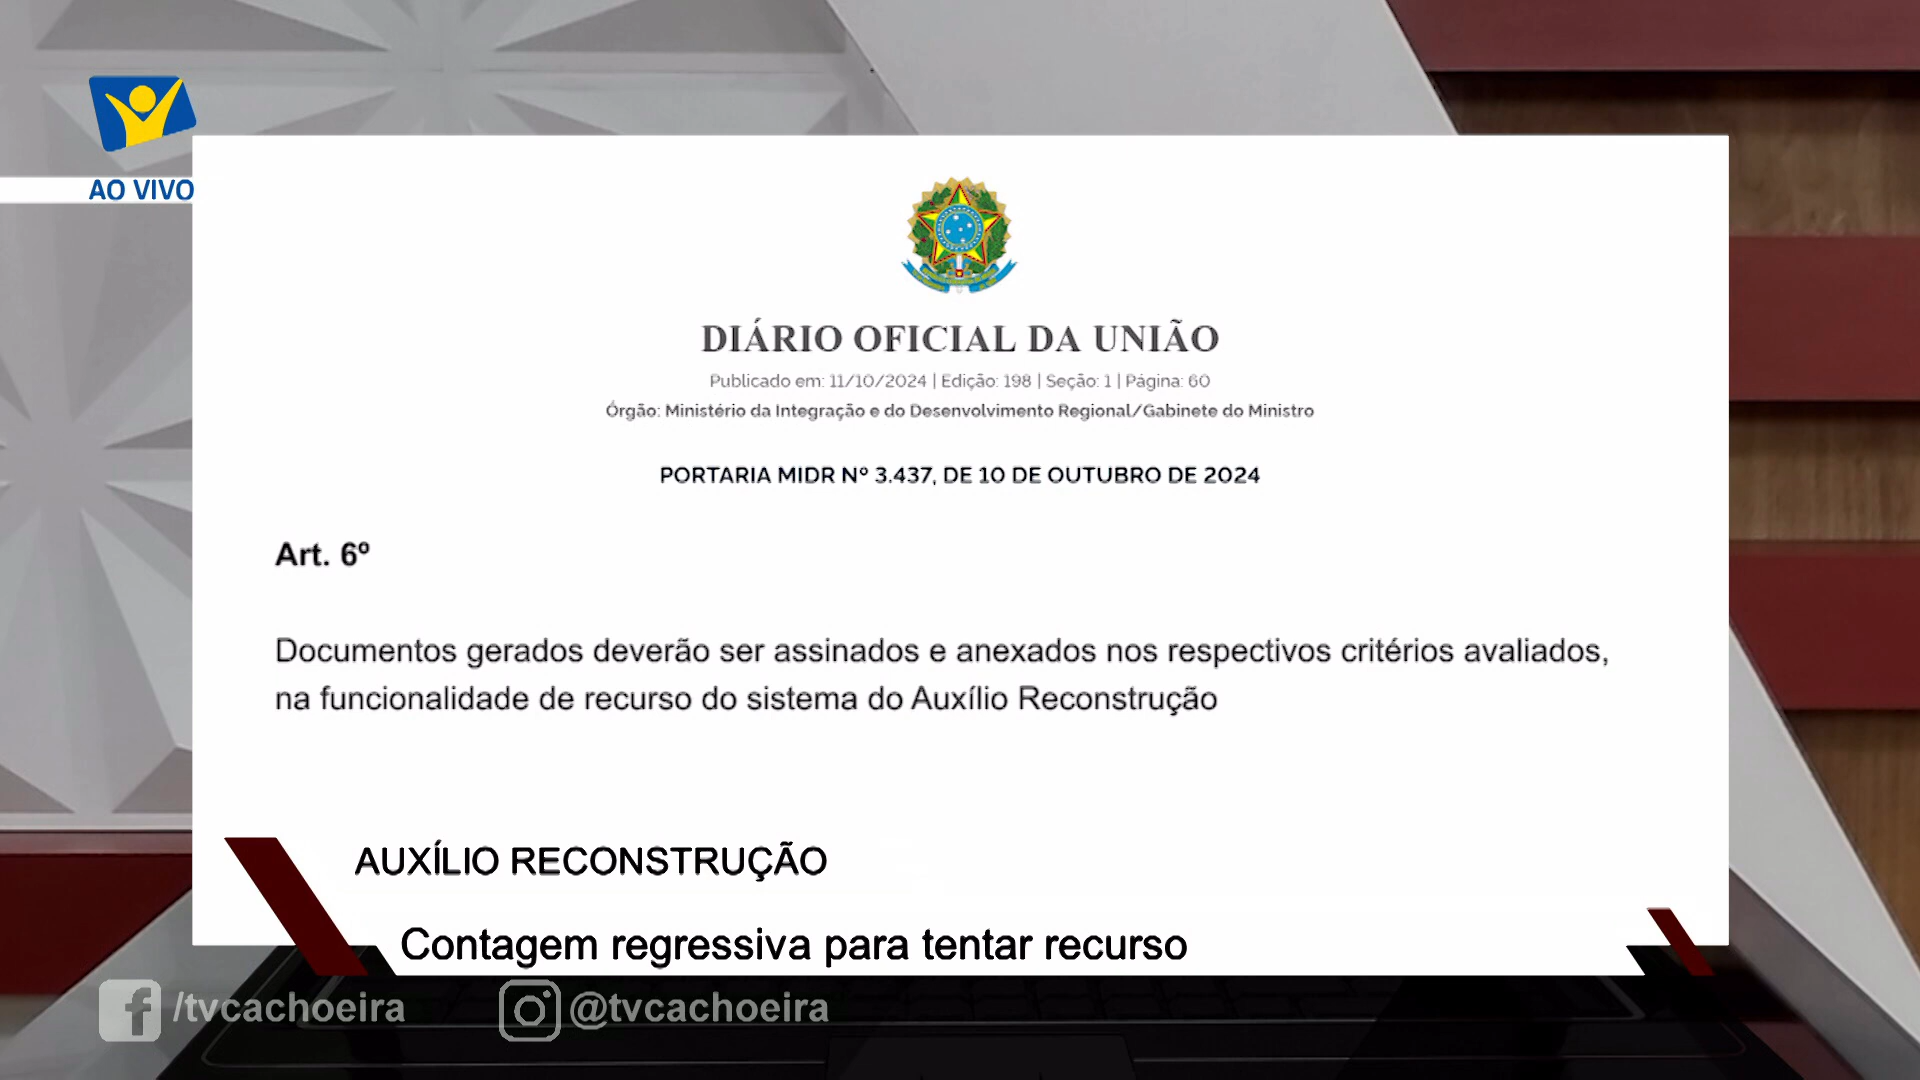 AO VIVO
DIÁRIO OFICIAL DA UNIÃO
Publicado em: 11/10/2024 | Edição: 198 | Seção: 1 | Página: 60
Órgão: Ministério da Integração e do Desenvolvimento Regional/Gabinete do Ministro
PORTARIA MIDR Nº 3.437, DE 10 DE OUTUBRO DE 2024
Art. 6º
Documentos gerados deverão ser assinados e anexados nos respectivos critérios avaliados,
na funcionalidade de recurso do sistema do Auxílio Reconstrução
AUXÍLIO RECONSTRUÇÃO
Contagem regressiva para tentar recurso
/tvcachoeira
@tvcachoeira